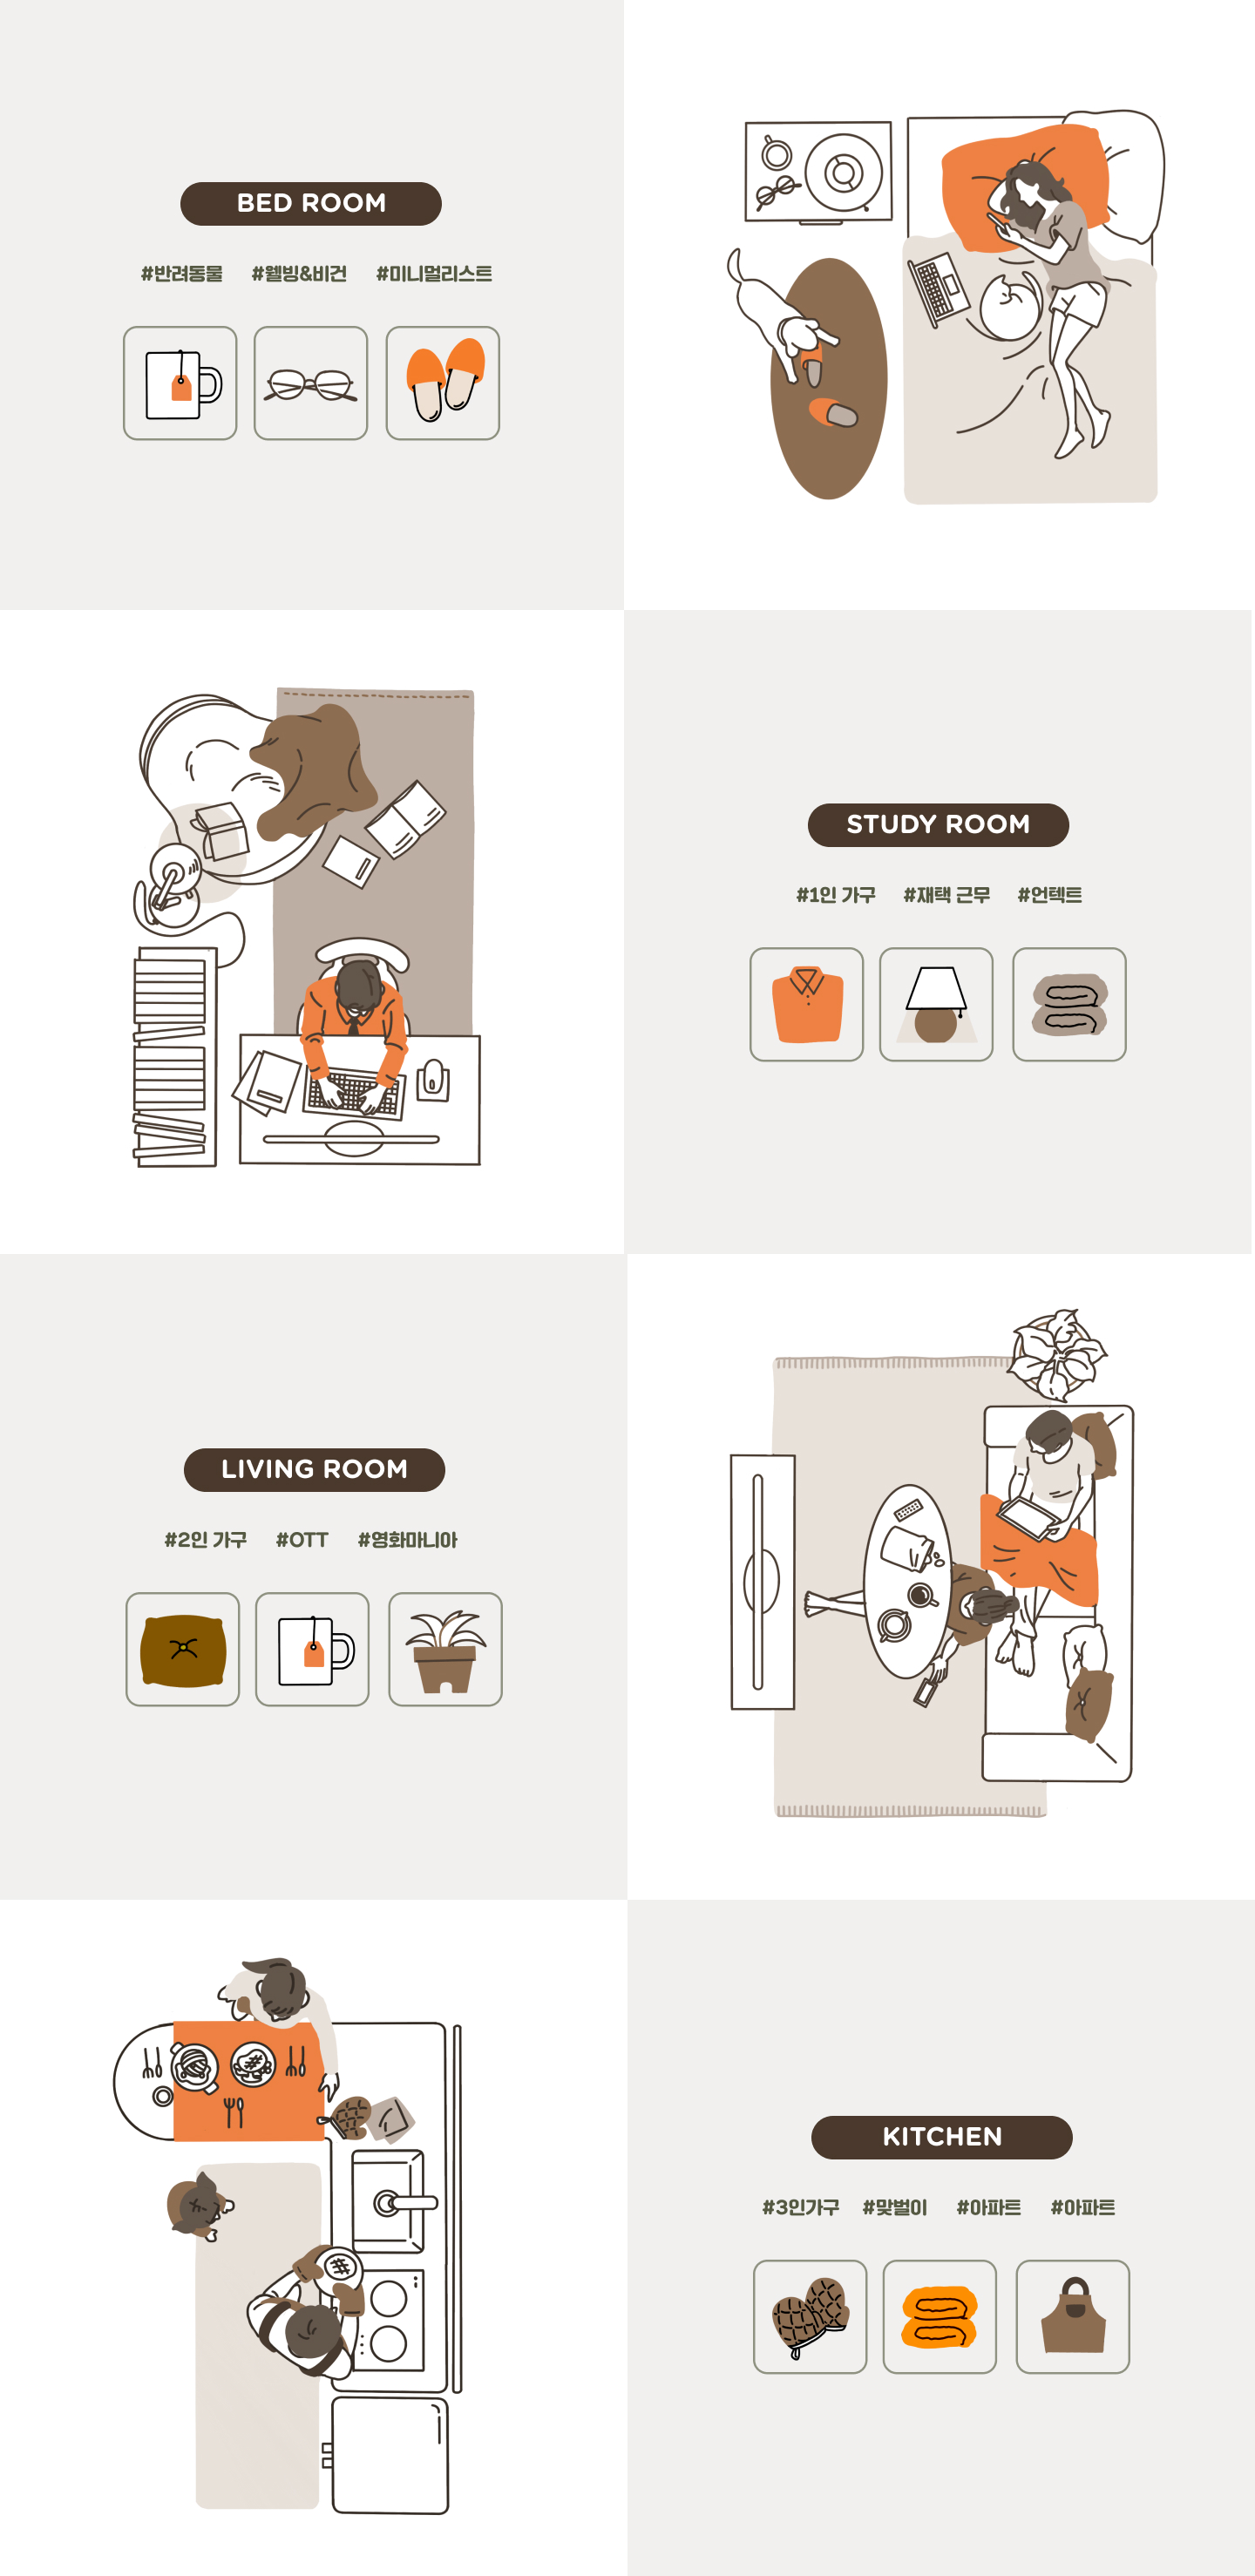 BED ROOM
#반려동물 #웰빙&비건 #미니멀리스트
STUDY ROOM
#1인 가구 #재택 근무 #언텍트
LIVING ROOM
#2인 가구 #OTT #영화마니아
KITCHEN
#3인가구 #맞벌이 #아파트 #아파트